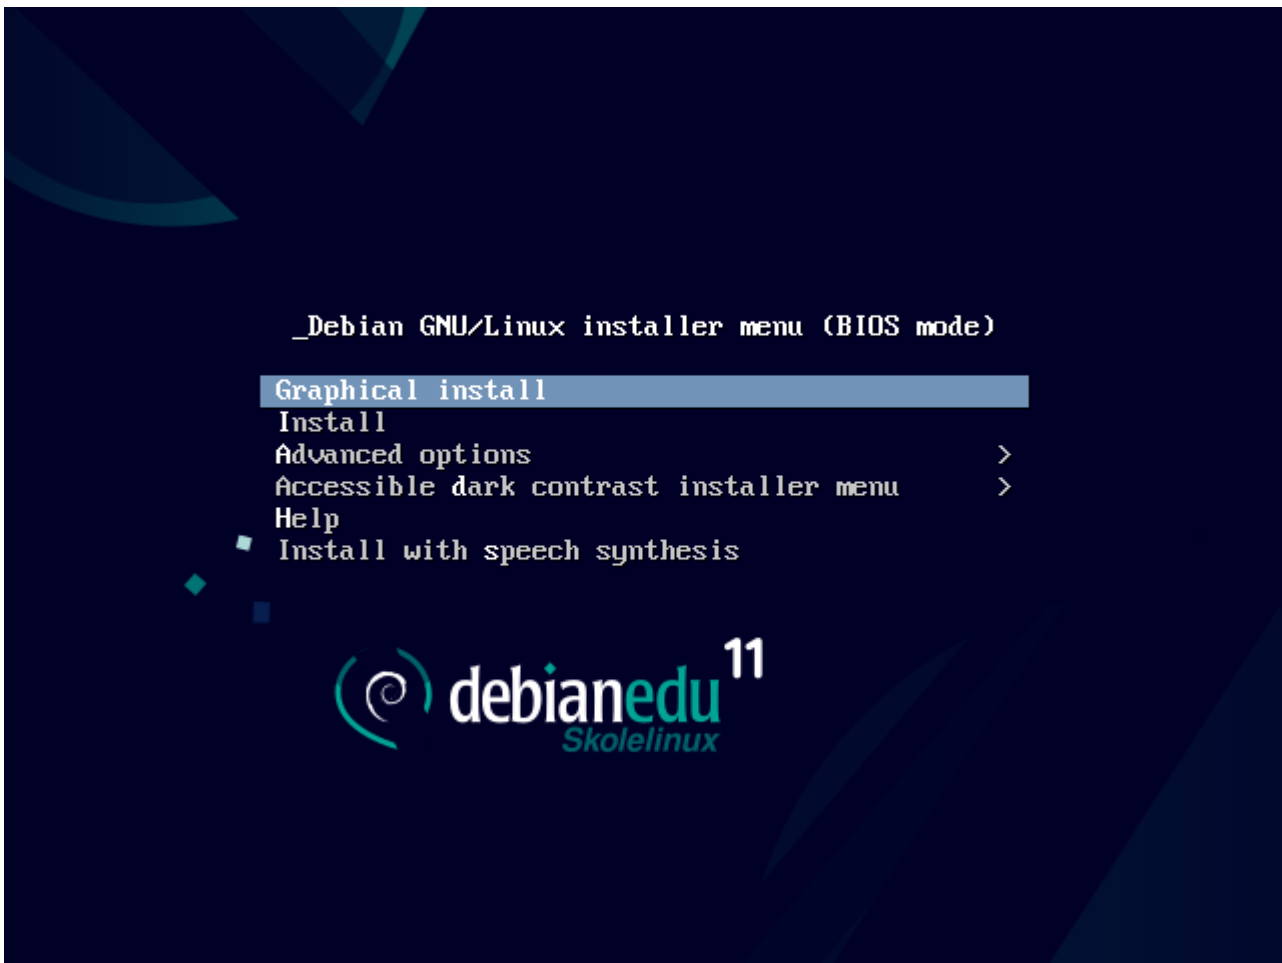 _Debian GNU/Linux installer menu (BIOS mode)
Graphical install
Install
Advanced options >
Accessible dark contrast installer menu >
Help
Install with speech synthesis
debianedu 11
Skolelinux